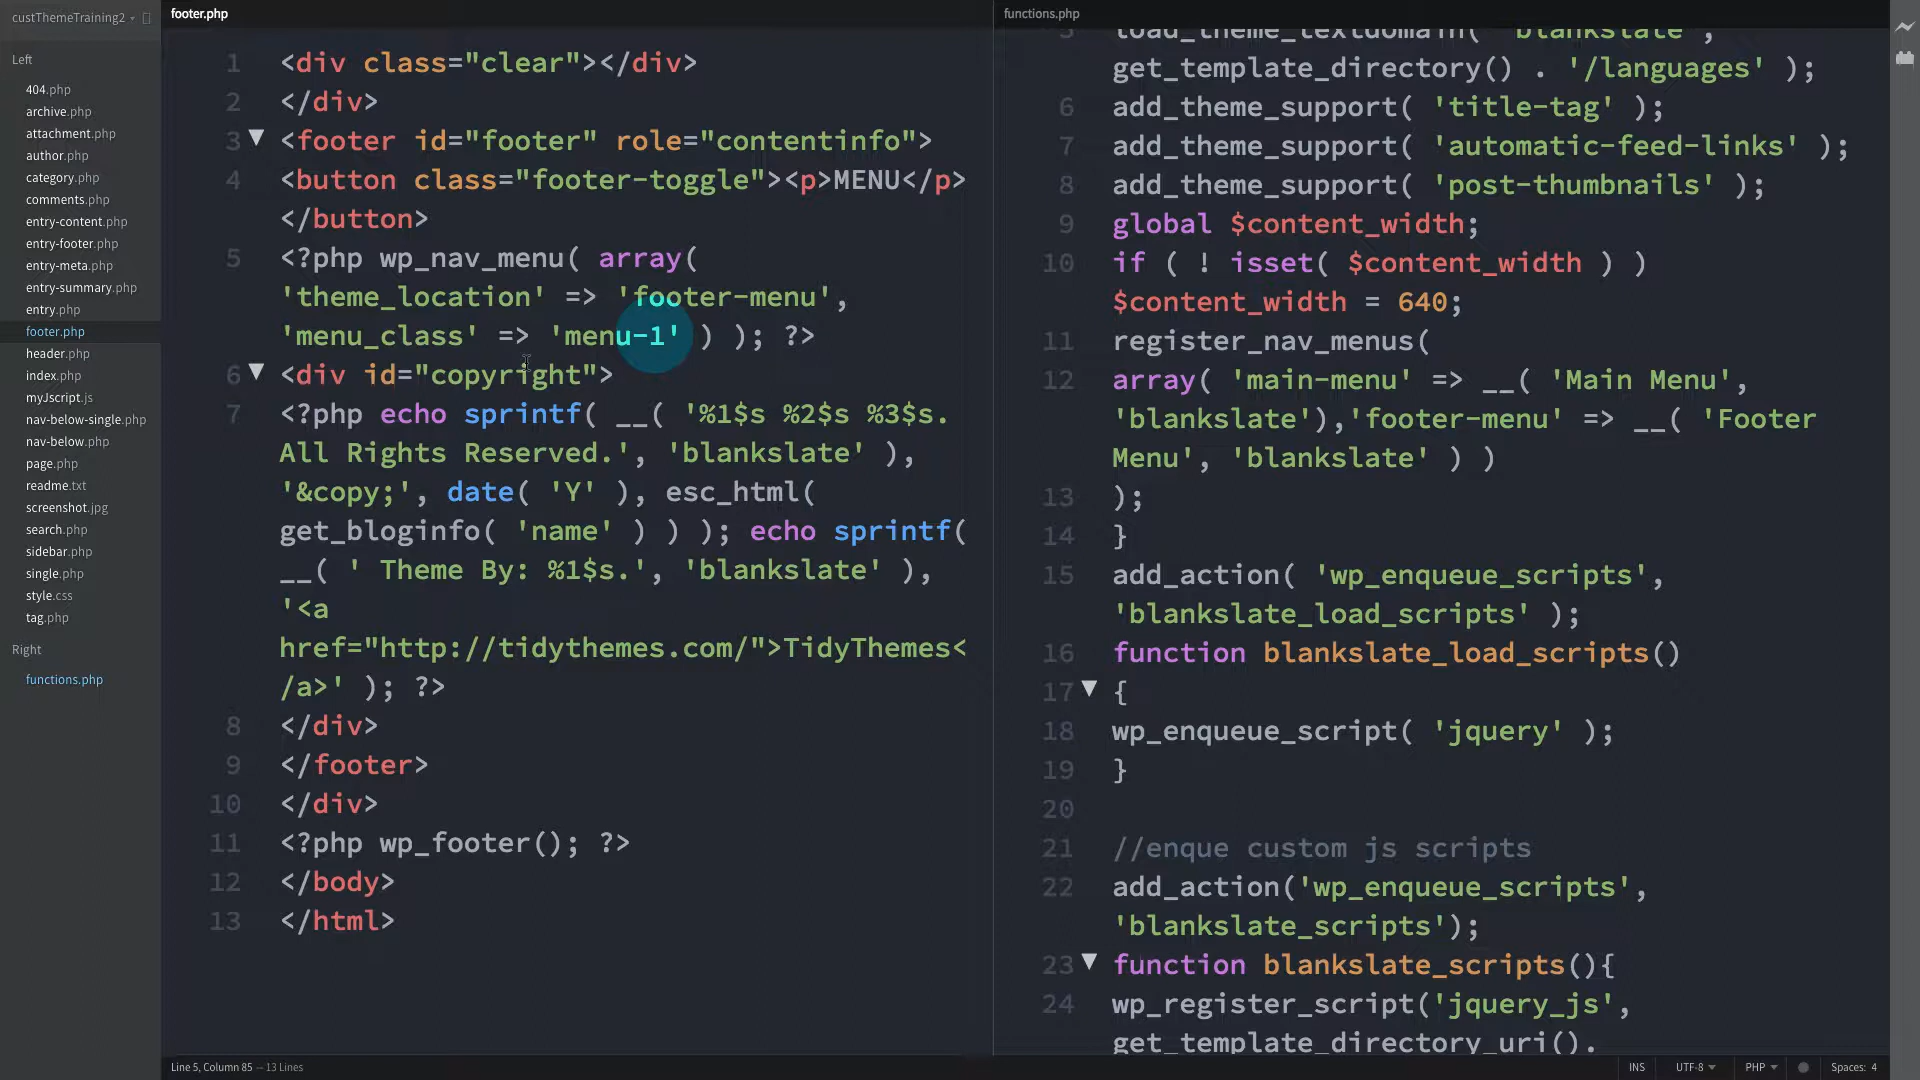 custThemeTraining2
Left
404.php
archive.php
attachment.php
author.php
category.php
comments.php
entry-content.php
entry-footer.php
entry-meta.php
entry-summary.php
entry.php
footer.php
header.php
index.php
myJscript.js
nav-below-single.php
nav-below.php
page.php
readme.txt
screenshot.jpg
search.php
sidebar.php
single.php
style.css
tag.php
Right
functions.php
footer.php
1 <div class="clear"></div>
2 </div>
3 <footer id="footer" role="contentinfo">
4 <button class="footer-toggle"><p>MENU</p>
</button>
5 <?php wp_nav_menu( array(
'theme_location' => 'footer-menu',
'menu_class' => 'menu-1' ) ); ?>
6 <div id="copyright">
7 <?php echo sprintf( __( '%1$s %2$s %3$s.
All Rights Reserved.', 'blankslate' ),
'&copy;', date( 'Y' ), esc_html(
get_bloginfo( 'name' ) ) ); echo sprintf(
__( ' Theme By: %1$s.', 'blankslate' ),
'<a
href="http://tidythemes.com/">TidyThemes<
/a>' ); ?>
8 </div>
9 </footer>
10 </div>
11 <?php wp_footer(); ?>
12 </body>
13 </html>
functions.php
5 load_theme_textdomain( 'blankslate',
get_template_directory() . '/languages' );
6 add_theme_support( 'title-tag' );
7 add_theme_support( 'automatic-feed-links' );
8 add_theme_support( 'post-thumbnails' );
9 global $content_width;
10 if ( ! isset( $content_width ) )
$content_width = 640;
11 register_nav_menus(
12 array( 'main-menu' => __( 'Main Menu',
'blankslate'),'footer-menu' => __( 'Footer
Menu', 'blankslate' ) )
13 );
14 }
15 add_action( 'wp_enqueue_scripts',
'blankslate_load_scripts' );
16 function blankslate_load_scripts()
17 {
18 wp_enqueue_script( 'jquery' );
19 }
20
21 //enque custom js scripts
22 add_action('wp_enqueue_scripts',
'blankslate_scripts');
23 function blankslate_scripts(){
24 wp_register_script('jquery_js',
get_template_directory_uri().
Line 5, Column 85 — 13 Lines
INS UTF-8 PHP Spaces: 4